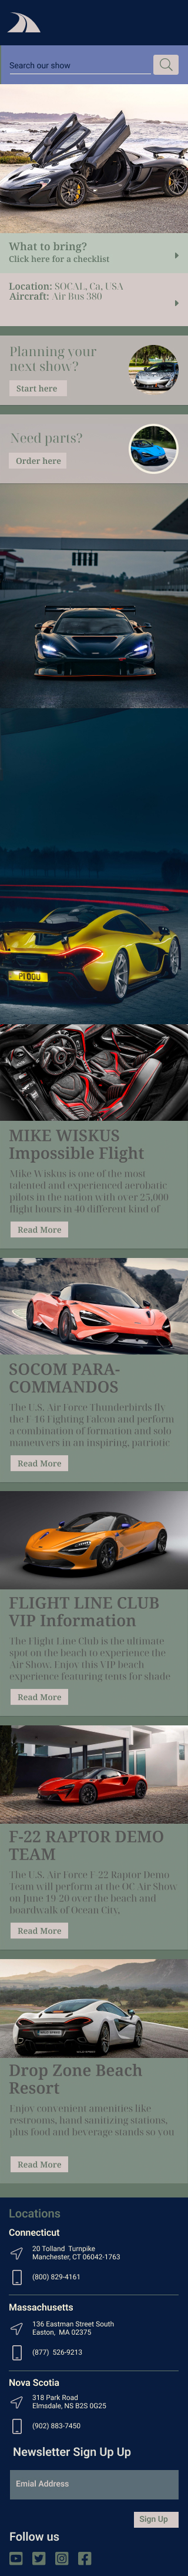 Search our show
What to bring?
Click here for a checklist
Location: SOCAL, Ca, USA
Aircraft: Air Bus 380
Planning your
next show?
Start here
Need parts?
Order here
P1 OOU
MIKE WISKUS
Impossible Flight
Mike Wiskus is one of the most
talented and experienced aerobatic
pilots in the nation with over 25,000
flight hours in 40 different kind of
Read More
SOCOM PARA-
COMMANDOS
The U.S. Air Force Thunderbirds fly
the F-16 Fighting Falcon and perform
a combination of formation and solo
maneuvers in an inspiring, patriotic
Read More
FLIGHT LINE CLUB
VIP Information
The Flight Line Club is the ultimate
spot on the beach to experience the
Air Show. Enjoy this VIP beach
experience featuring tents for shade
Read More
F-22 RAPTOR DEMO
TEAM
The U.S. Air Force F-22 Raptor Demo
Team will perform at the OC Air Show
on June 19-20 over the beach and
boardwalk of Ocean City,
Read More
Drop Zone Beach
Resort
Enjoy convenient amenities like
restrooms, hand sanitizing stations,
plus food and beverage stands so you
Read More
Locations
Connecticut
20 Tolland Turnpike
Manchester, CT 06042-1763
(800) 829-4161
Massachusetts
136 Eastman Street South
Easton, MA 02375
(877) 526-9213
Nova Scotia
318 Park Road
Elmsdale, NS B2S 0G25
(902) 883-7450
Newsletter Sign Up Up
Emial Address
Sign Up
Follow us